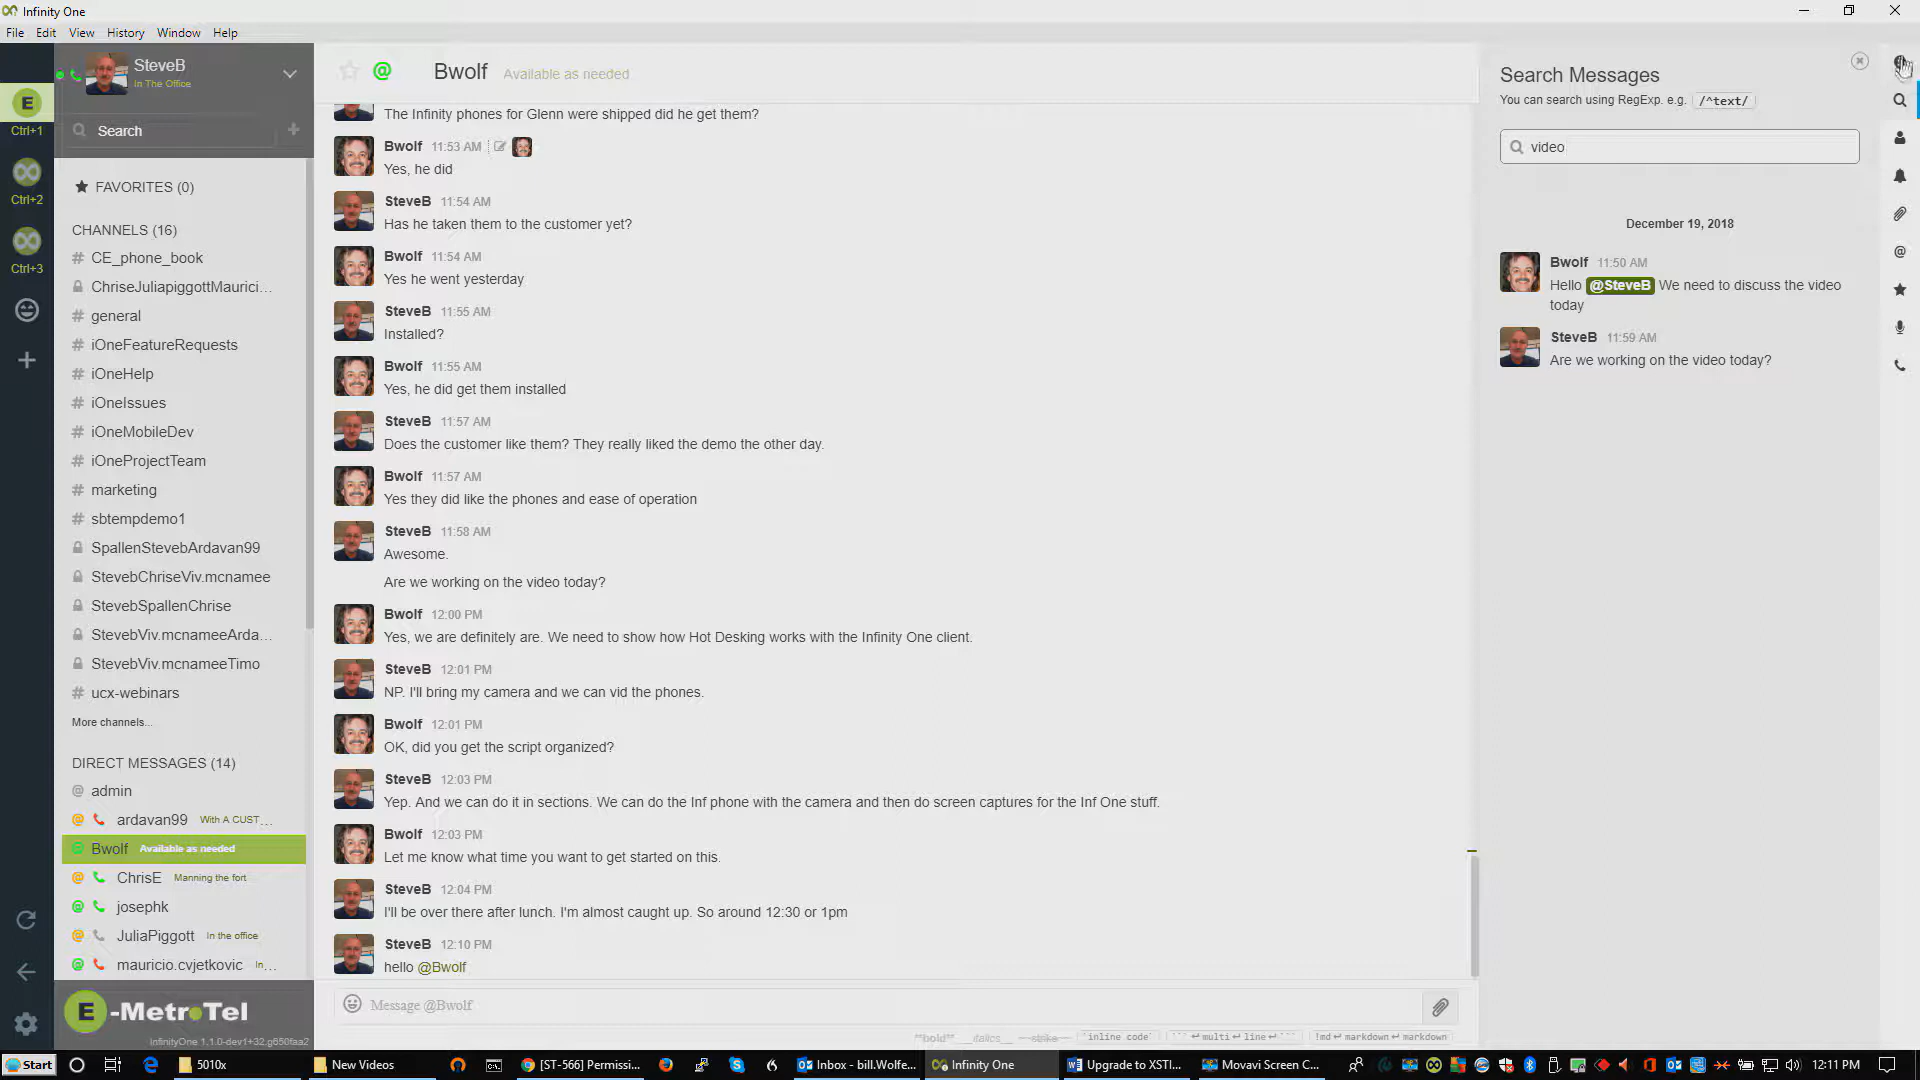 Infinity One
File Edit View History Window Help
SteveB
In The Office
Search
E
Ctrl+1
Ctrl+2
Ctrl+3
FAVORITES (0)
CHANNELS (16)
# CE_phone_book
ChriseJuliapiggottMaurici...
# general
# iOneFeatureRequests
# iOneHelp
# iOneIssues
# iOneMobileDev
# iOneProjectTeam
# marketing
# sbtempdemo1
SpallenStevebArdavan99
StevebChriseViv.mcnamee
StevebSpallenChrise
StevebViv.mcnameeArda...
StevebViv.mcnameeTimo
# ucx-webinars
More channels...
DIRECT MESSAGES (14)
@ admin
@ ardavan99 With A CUST...
@ Bwolf Available as needed
@ ChrisE Manning the fort
@ josephk
@ JuliaPiggott In the office
@ mauricio.cvjetkovic In...
E-MetroTel
InfinityOne 1.1.0-dev1+32.g650faa2
@ Bwolf Available as needed
The Infinity phones for Glenn were shipped did he get them?
Bwolf 11:53 AM
Yes, he did
SteveB 11:54 AM
Has he taken them to the customer yet?
Bwolf 11:54 AM
Yes he went yesterday
SteveB 11:55 AM
Installed?
Bwolf 11:55 AM
Yes, he did get them installed
SteveB 11:57 AM
Does the customer like them? They really liked the demo the other day.
Bwolf 11:57 AM
Yes they did like the phones and ease of operation
SteveB 11:58 AM
Awesome.
Are we working on the video today?
Bwolf 12:00 PM
Yes, we are definitely are. We need to show how Hot Desking works with the Infinity One client.
SteveB 12:01 PM
NP. I'll bring my camera and we can vid the phones.
Bwolf 12:01 PM
OK, did you get the script organized?
SteveB 12:03 PM
Yep. And we can do it in sections. We can do the Inf phone with the camera and then do screen captures for the Inf One stuff.
Bwolf 12:03 PM
Let me know what time you want to get started on this.
SteveB 12:04 PM
I'll be over there after lunch. I'm almost caught up. So around 12:30 or 1pm
SteveB 12:10 PM
hello @Bwolf
Message @Bwolf
**bold** _italics_ ~strike~ `inline code` ```↵multi↵line↵``` !md↵markdown↵markdown
Search Messages
You can search using RegExp. e.g. /^text/
video
December 19, 2018
Bwolf 11:50 AM
Hello @SteveB We need to discuss the video
today
SteveB 11:59 AM
Are we working on the video today?
@
Start 5010x New Videos [ST-566] Permissi... Inbox - bill.Wolfe... Infinity One Upgrade to XSTI... Movavi Screen C... 12:11 PM